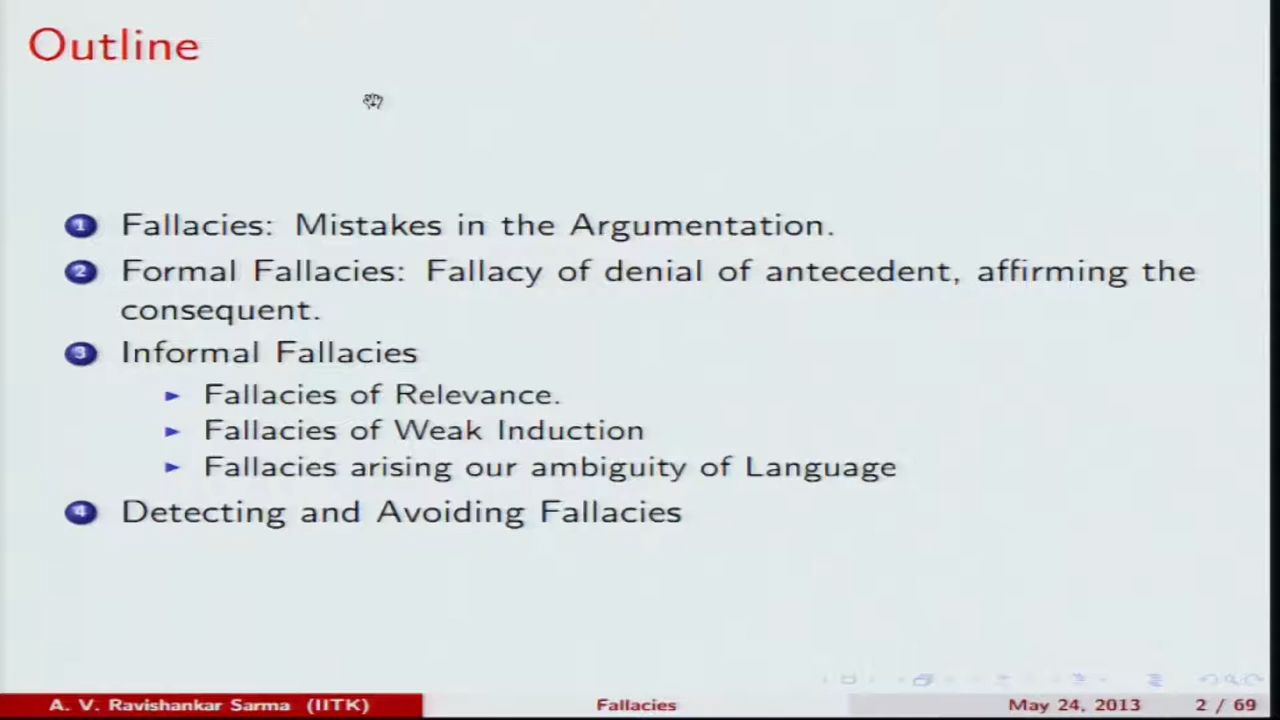 Outline
1 Fallacies: Mistakes in the Argumentation.
2 Formal Fallacies: Fallacy of denial of antecedent, affirming the
consequent.
3 Informal Fallacies
► Fallacies of Relevance.
► Fallacies of Weak Induction
► Fallacies arising our ambiguity of Language
4 Detecting and Avoiding Fallacies
A. V. Ravishankar Sarma (IITK) Fallacies May 24, 2013 2 / 69